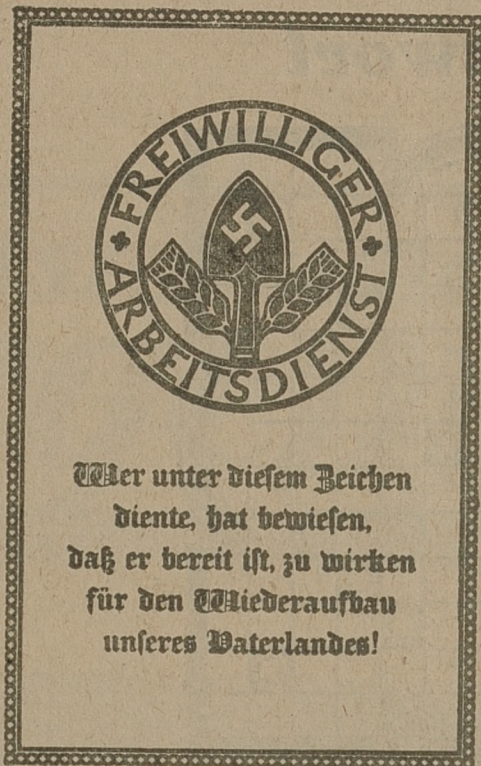 FREIWILLIGER
ARBEITSDIENST
Wer unter diesem Zeichen
diente, hat bewiesen,
daß er bereit ist, zu wirken
für den Wiederaufbau
unseres Vaterlandes!